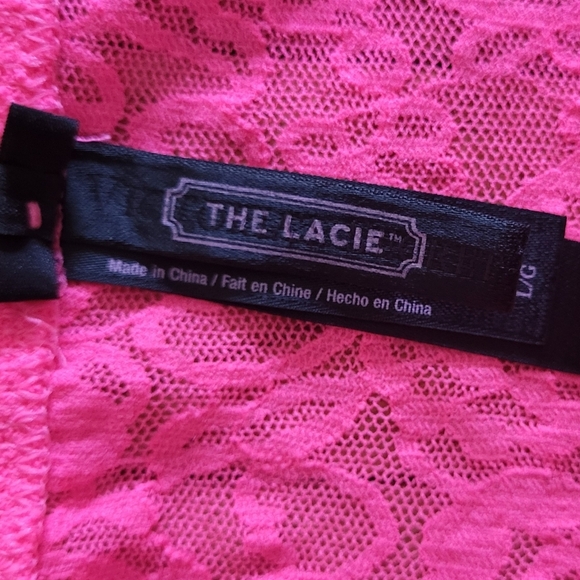 THE LACIE™
Made in China / Fait en Chine / Hecho en China
L/G